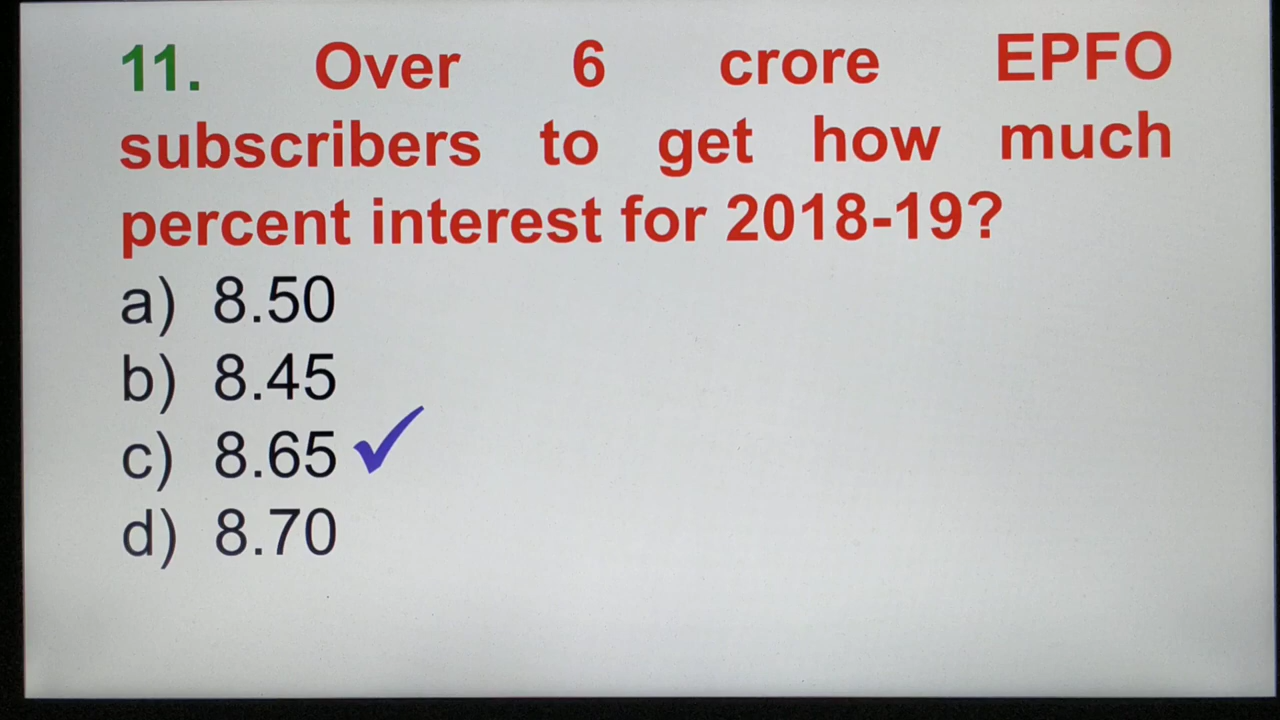 11. Over 6 crore EPFO
subscribers to get how much
percent interest for 2018-19?
a) 8.50
b) 8.45
c) 8.65
d) 8.70